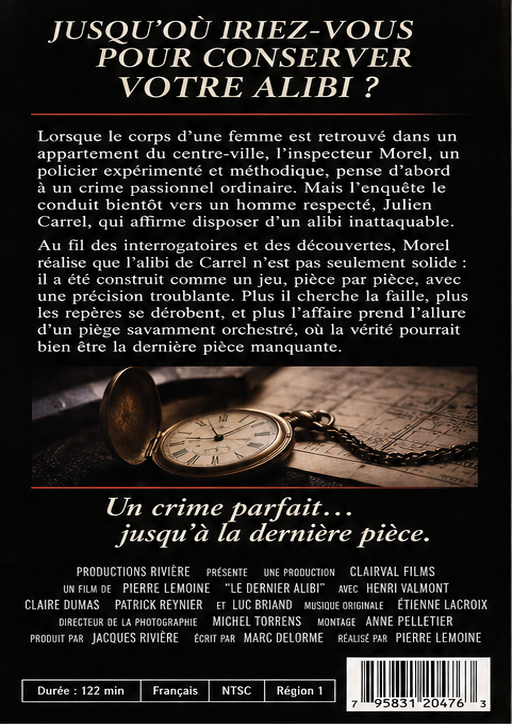 JUSQU'OÙ IRIEZ-VOUS
POUR CONSERVER
VOTRE ALIBI ?
Lorsque le corps d'une femme est retrouvé dans un
appartement du centre-ville, l'inspecteur Morel, un
policier expérimenté et méthodique, pense d'abord
à un crime passionnel ordinaire. Mais l'enquête le
conduit bientôt vers un homme respecté, Julien
Carrel, qui affirme disposer d'un alibi inattaquable.
Au fil des interrogatoires et des découvertes, Morel
réalise que l'alibi de Carrel n'est pas seulement solide :
il a été construit comme un jeu, pièce par pièce, avec
une précision troublante. Plus il cherche la faille, plus
les repères se dérobent, et plus l'affaire prend l'allure
d'un piège savamment orchestré, où la vérité pourrait
bien être la dernière pièce manquante.
Un crime parfait...
jusqu'à la dernière pièce.
PRODUCTIONS RIVIÈRE PRÉSENTE UNE PRODUCTION CLAIRVAL FILMS
UN FILM DE PIERRE LEMOINE "LE DERNIER ALIBI" AVEC HENRI VALMONT
CLAIRE DUMAS PATRICK REYNIER ET LUC BRIAND MUSIQUE ORIGINALE ÉTIENNE LACROIX
DIRECTEUR DE LA PHOTOGRAPHIE MICHEL TORRENS MONTAGE ANNE PELLETIER
PRODUIT PAR JACQUES RIVIÈRE ÉCRIT PAR MARC DELORME RÉALISÉ PAR PIERRE LEMOINE
Durée : 122 min Français NTSC Région 1
7 95831 20476 3